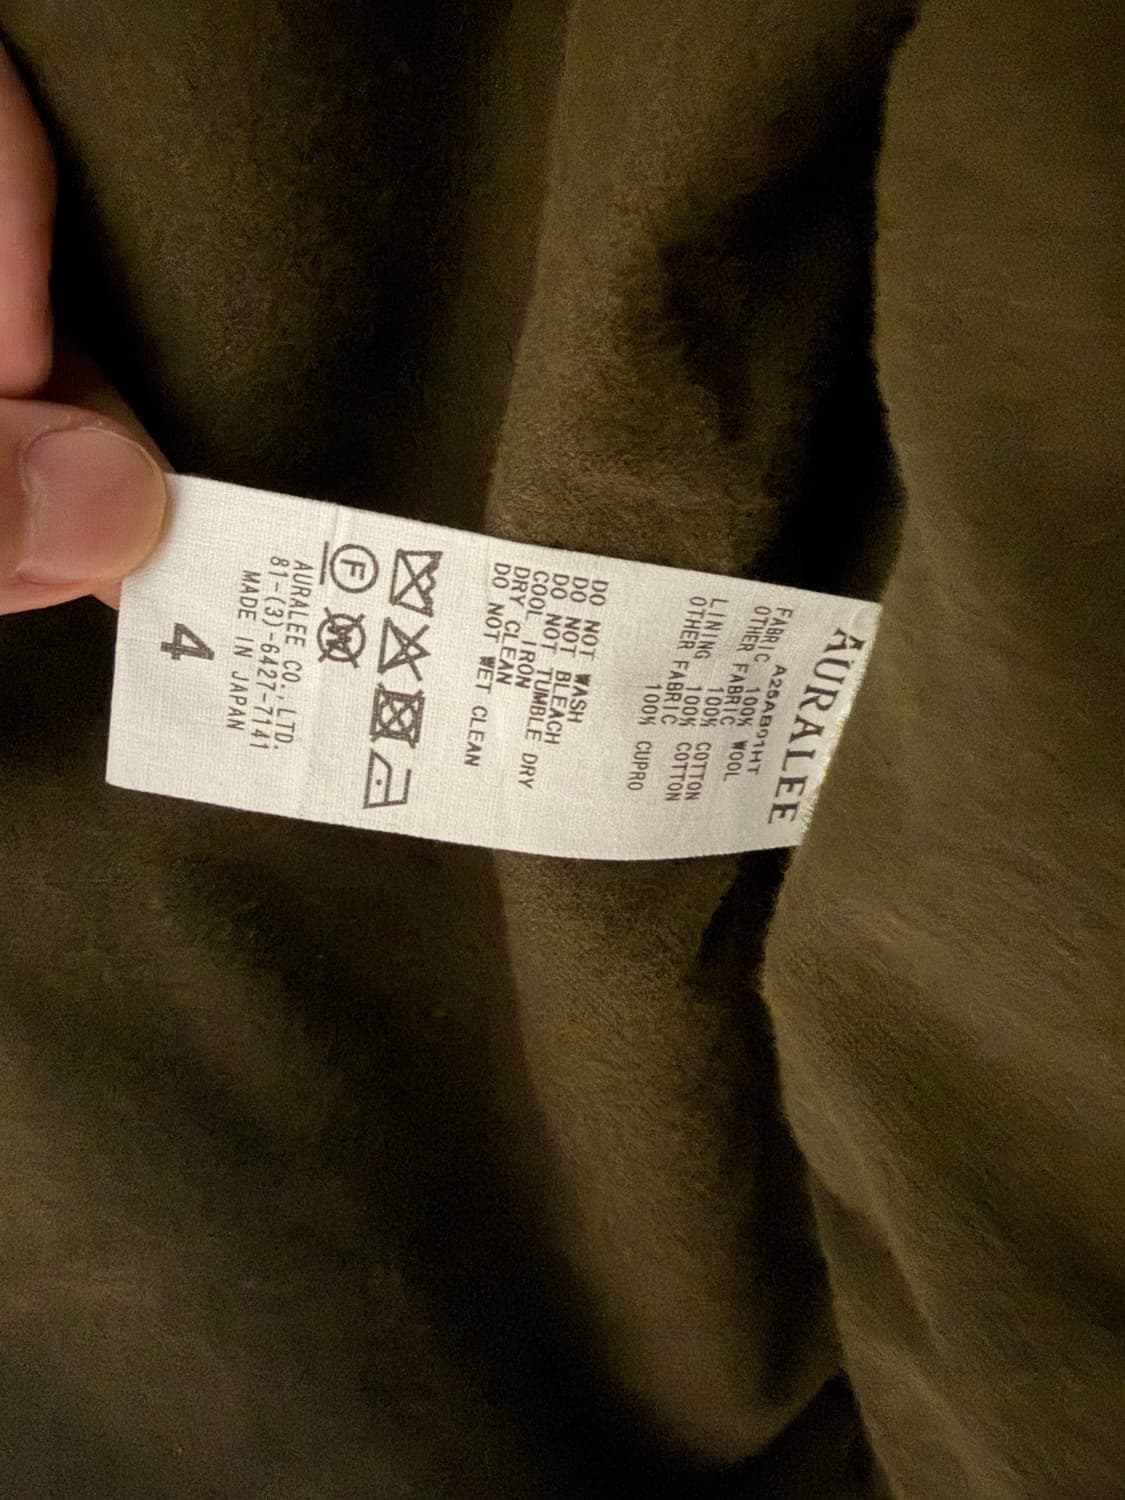 AURALEE
A25AB01HT
FABRIC 100% WOOL
OTHER FABRIC
100% COTTON
LINING 100% COTTON
OTHER FABRIC
100% CUPRO
DO NOT WASH
DO NOT BLEACH
DO NOT TUMBLE DRY
COOL IRON
DRY CLEAN
DO NOT WET CLEAN
F
W
AURALEE CO.,LTD.
81-(3)-6427-7141
MADE IN JAPAN
4